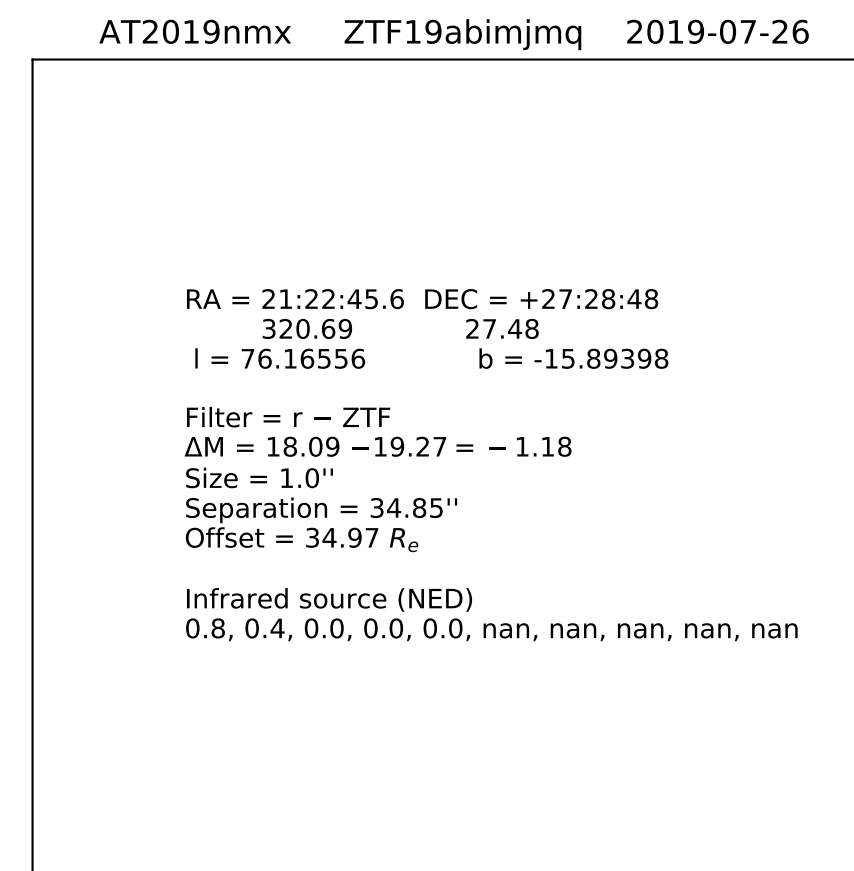 AT2019nmx ZTF19abimjmq 2019-07-26
RA = 21:22:45.6 DEC = +27:28:48
320.69 27.48
l = 76.16556 b = -15.89398
Filter = r − ZTF
ΔM = 18.09 −19.27 = − 1.18
Size = 1.0''
Separation = 34.85''
Offset = 34.97 Re
Infrared source (NED)
0.8, 0.4, 0.0, 0.0, 0.0, nan, nan, nan, nan, nan